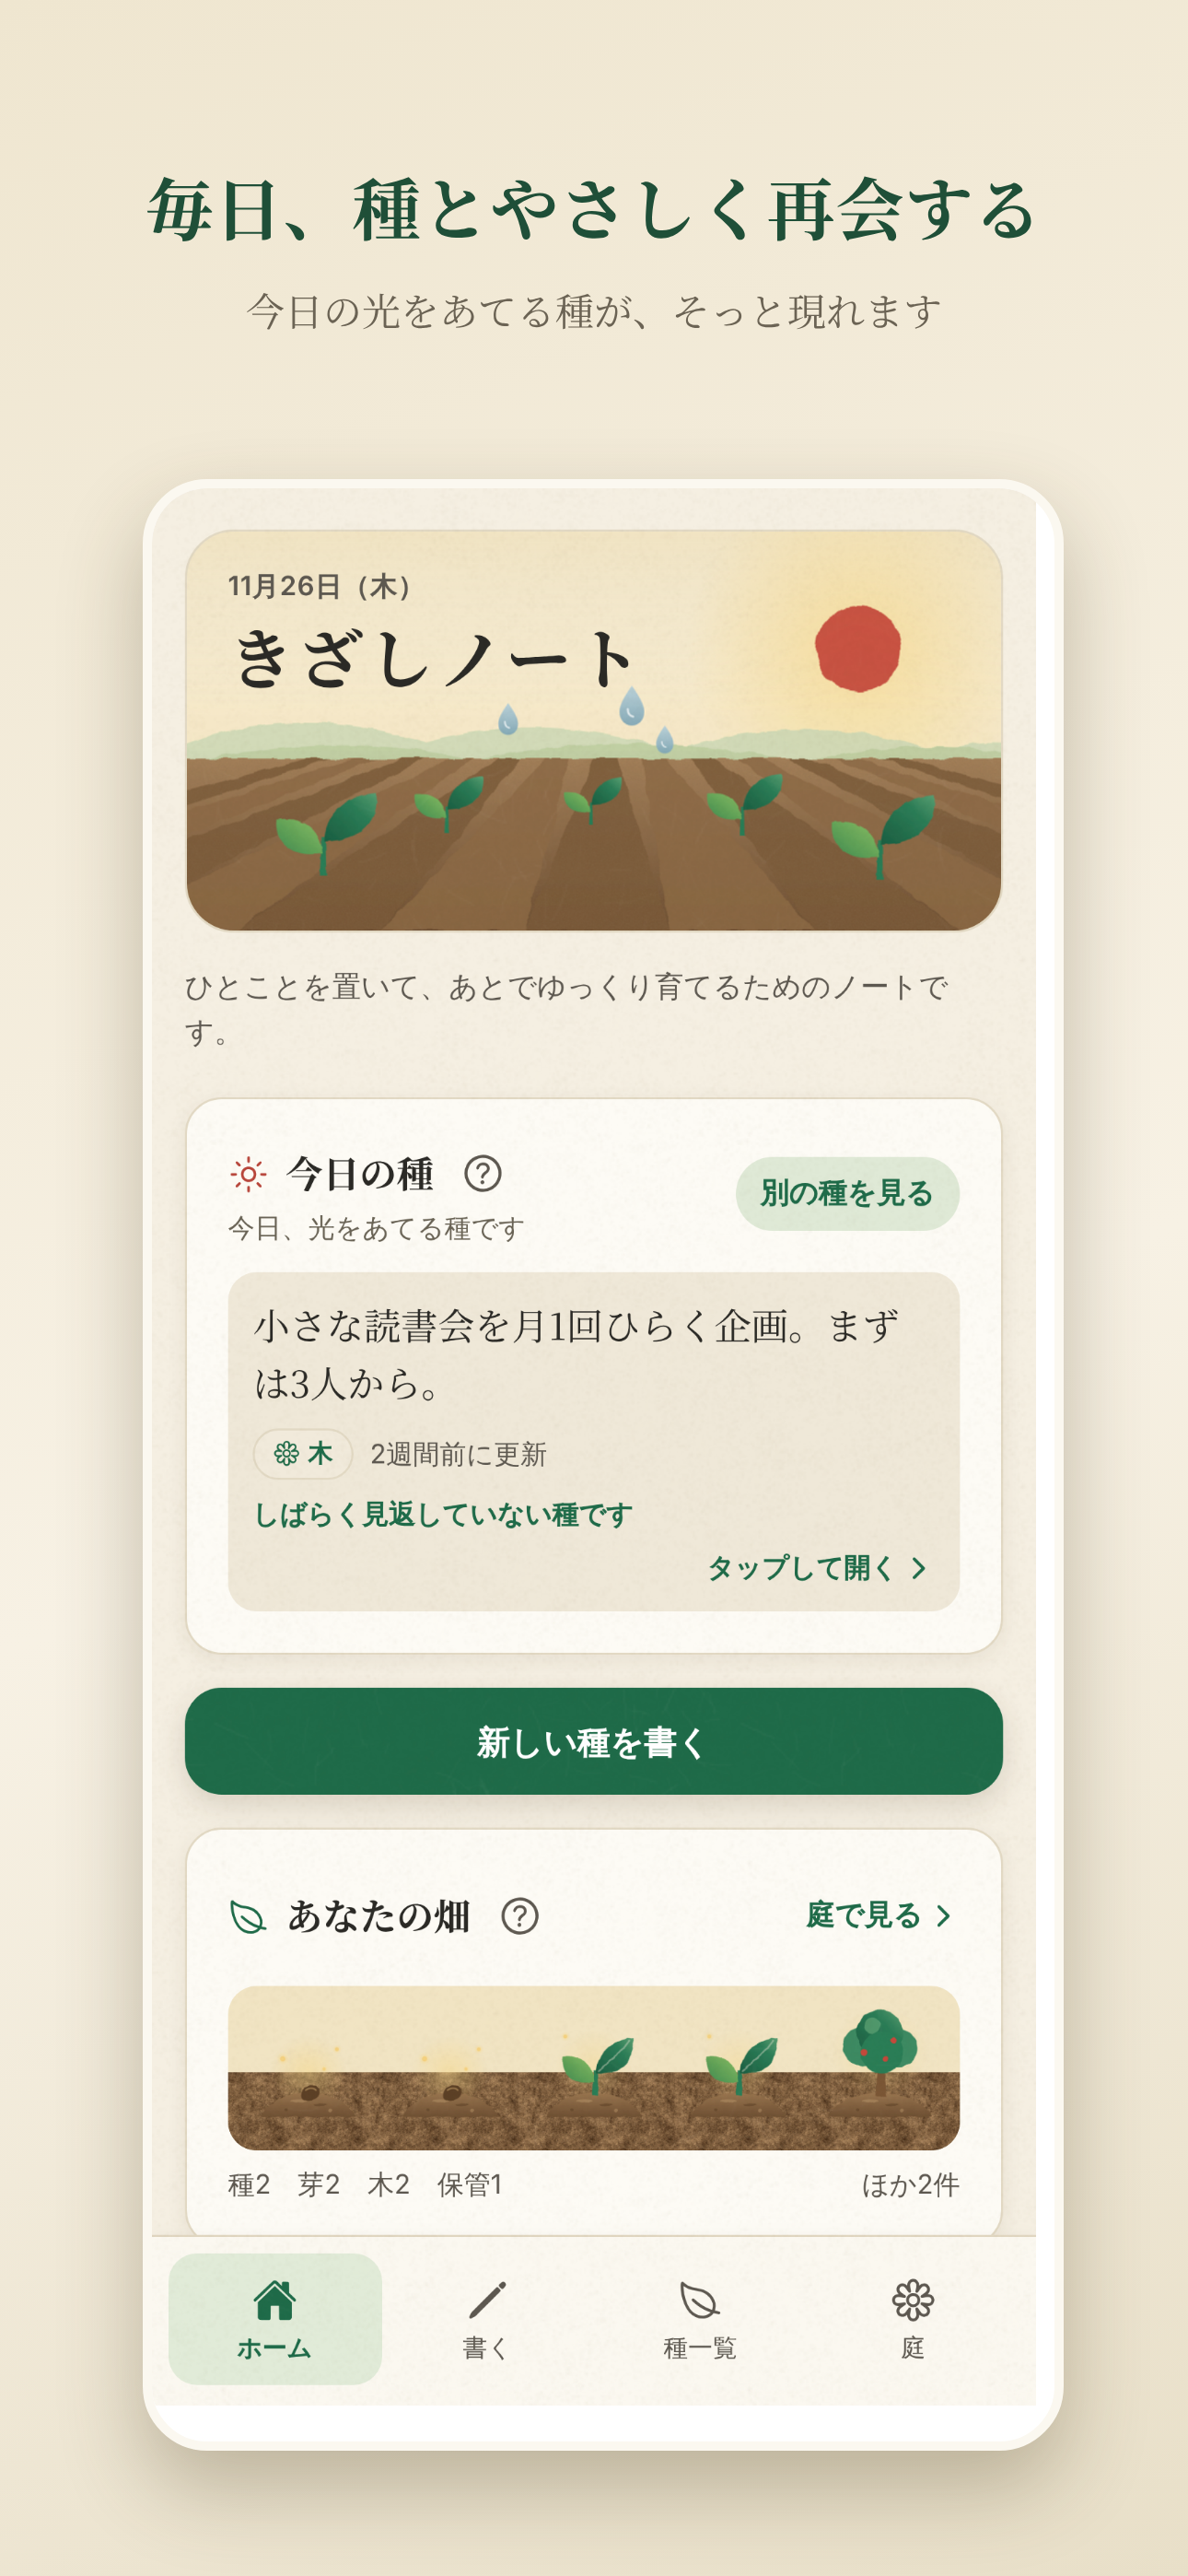 毎日、種とやさしく再会する
今日の光をあてる種が、そっと現れます
11月26日（木）
きざしノート
ひとことを置いて、あとでゆっくり育てるためのノートで
す。
今日の種 ?
別の種を見る
今日、光をあてる種です
小さな読書会を月1回ひらく企画。まず
は3人から。
木 2週間前に更新
しばらく見返していない種です
タップして開く >
新しい種を書く
あなたの畑 ?
庭で見る >
種2 芽2 木2 保管1
ほか2件
ホーム
書く
種一覧
庭